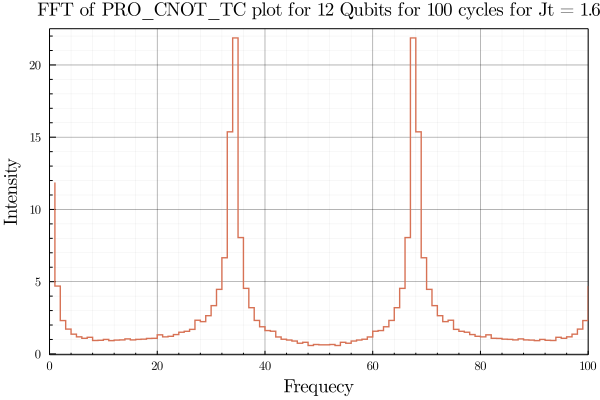 FFT of PRO_CNOT_TC plot for 12 Qubits for 100 cycles for Jt = 1.6
20
15
10
5
0
Intensity
0 20 40 60 80 100
Frequecy